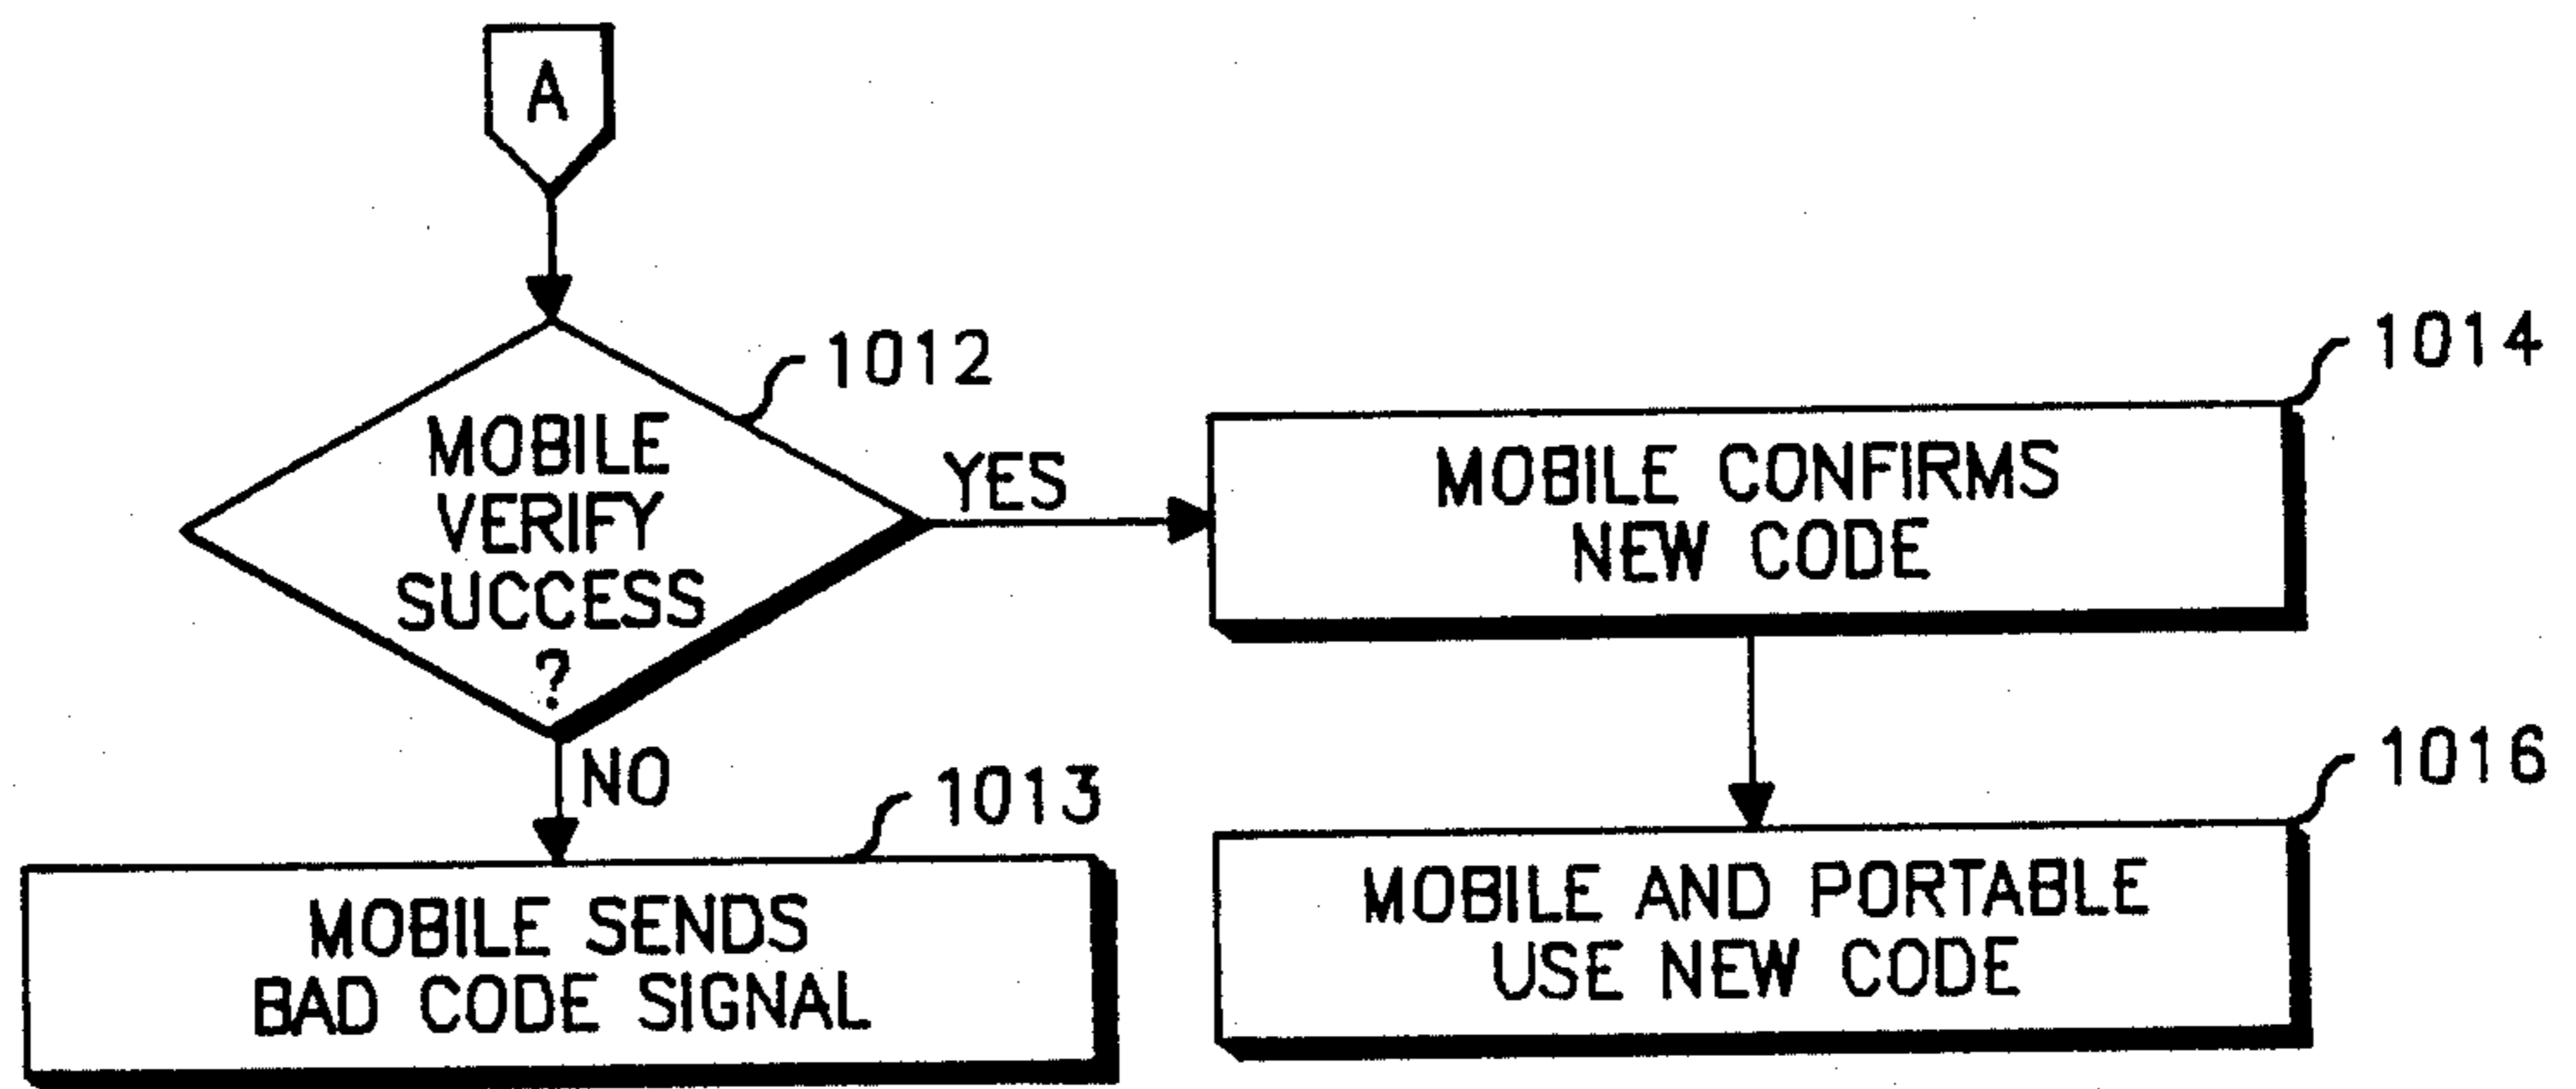 A
1012
MOBILE
VERIFY
SUCCESS
?
YES
NO
1014
MOBILE CONFIRMS
NEW CODE
1013
MOBILE SENDS
BAD CODE SIGNAL
1016
MOBILE AND PORTABLE
USE NEW CODE